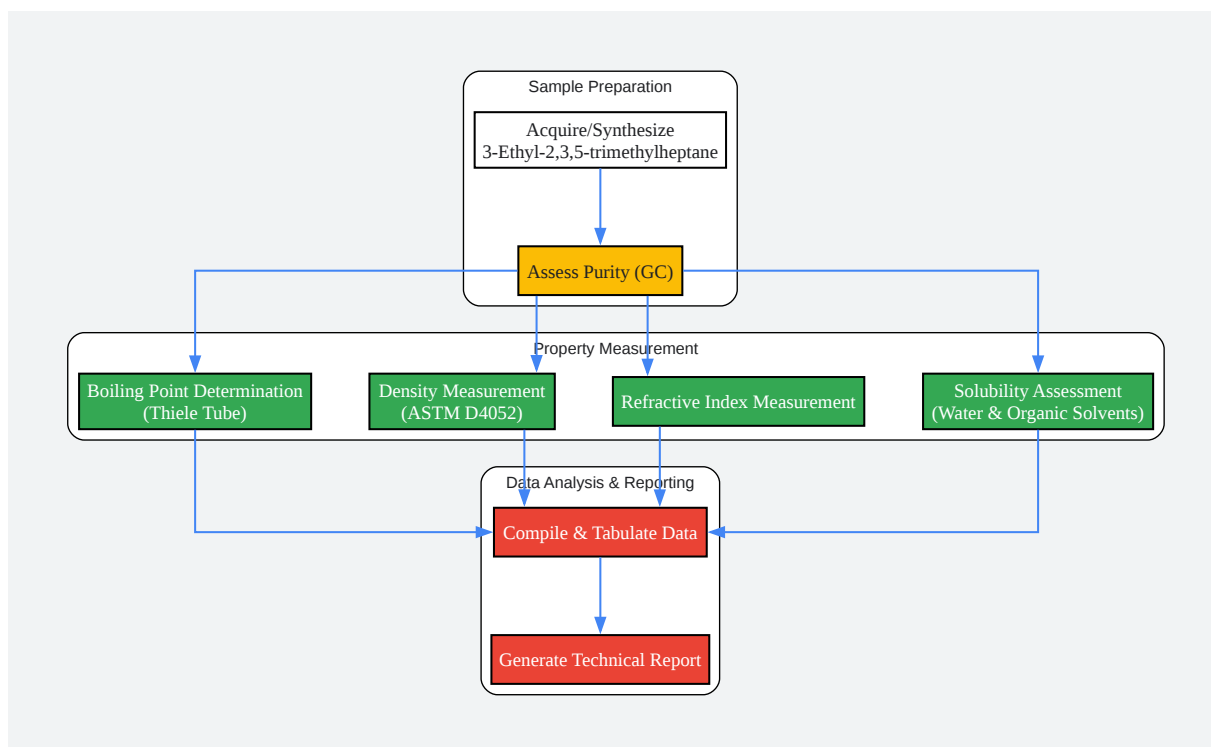 Sample Preparation
Acquire/Synthesize
3-Ethyl-2,3,5-trimethylheptane
Assess Purity (GC)
Property Measurement
Boiling Point Determination
(Thiele Tube)
Density Measurement
(ASTM D4052)
Refractive Index Measurement
Solubility Assessment
(Water & Organic Solvents)
Data Analysis & Reporting
Compile & Tabulate Data
Generate Technical Report